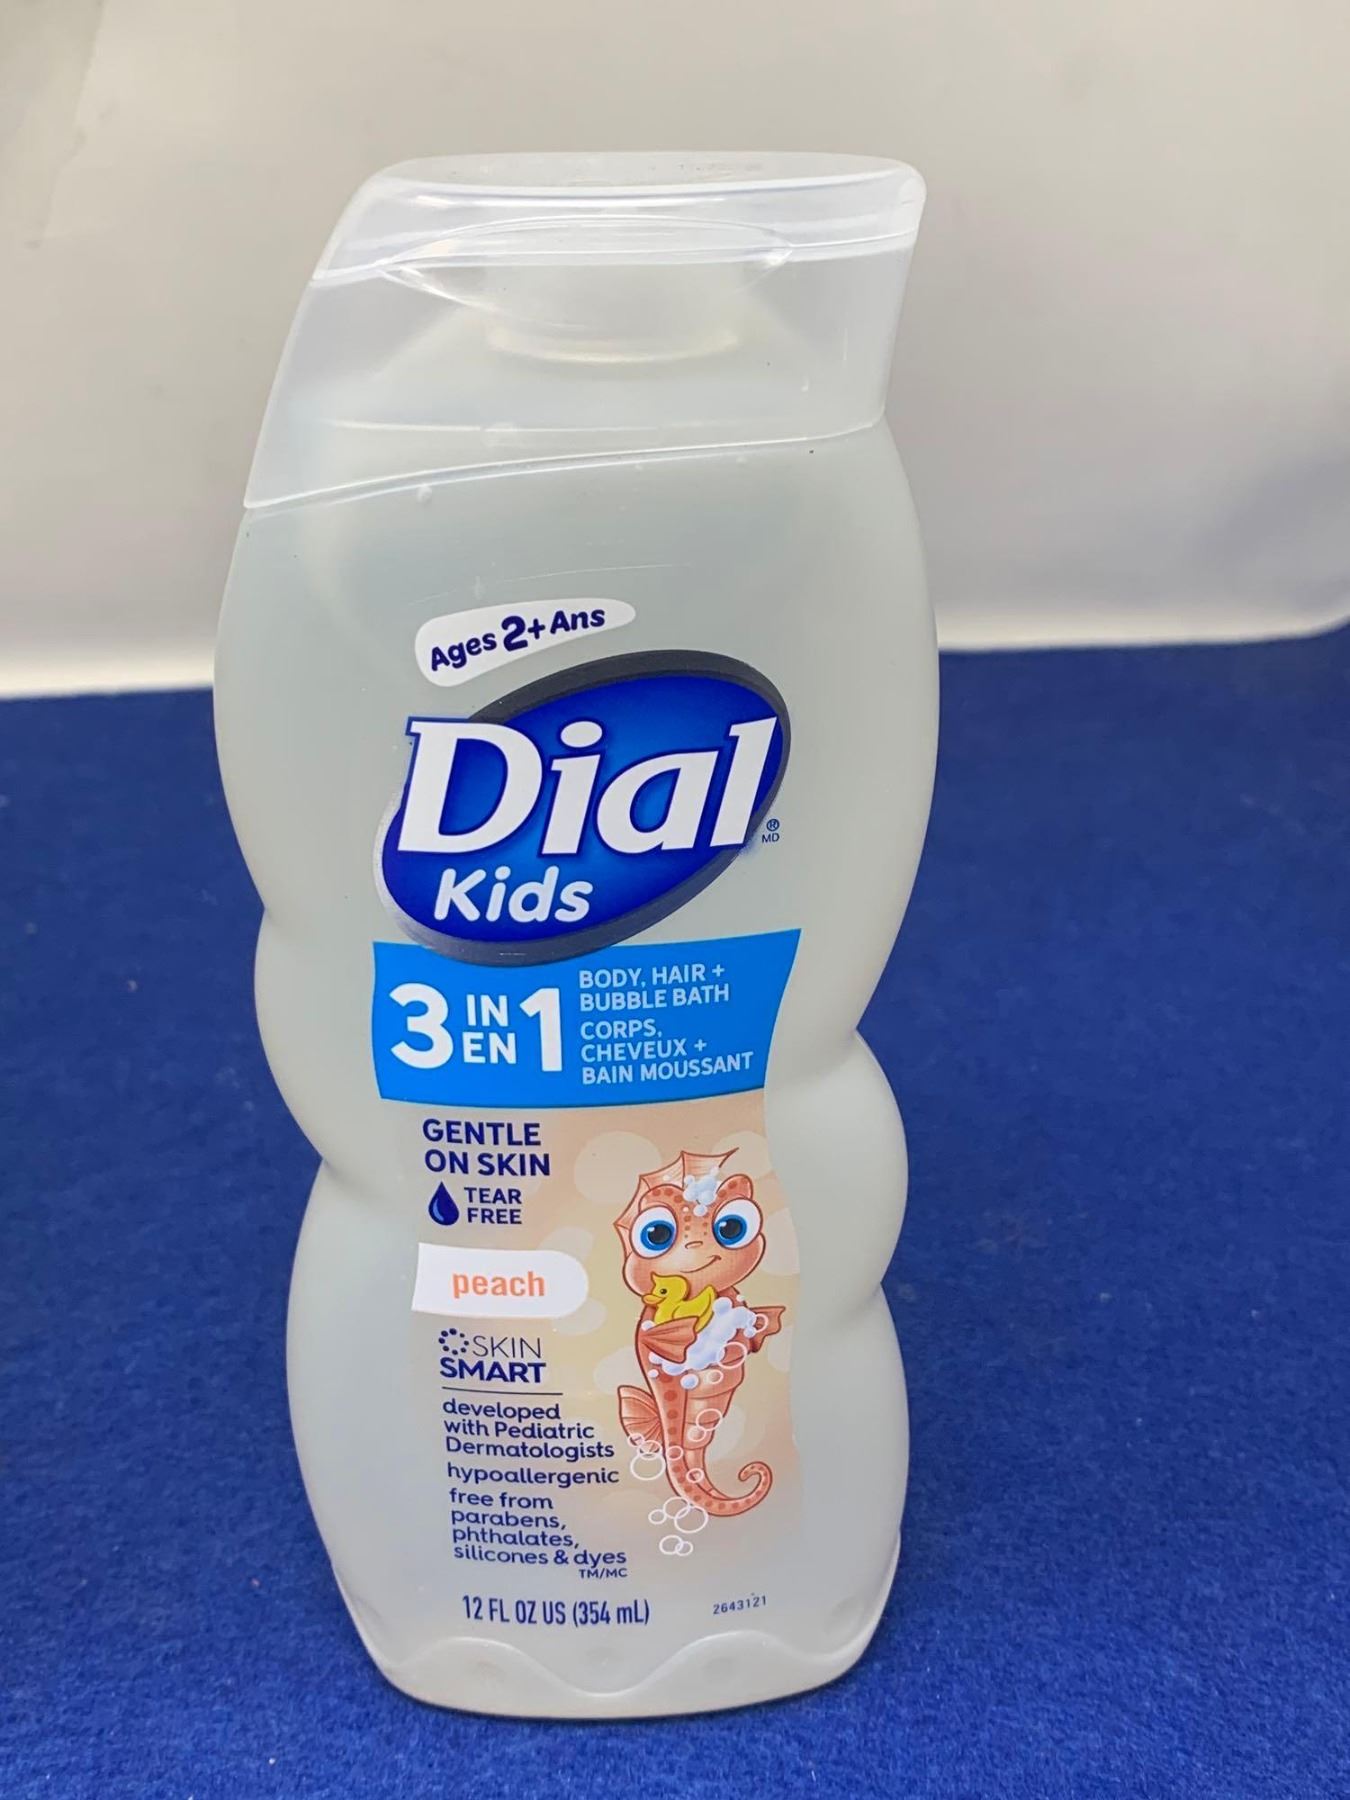 Ages 2+ Ans
Dial
® MD
Kids
3 IN EN 1
BODY, HAIR +
BUBBLE BATH
CORPS,
CHEVEUX +
BAIN MOUSSANT
GENTLE
ON SKIN
TEAR
FREE
peach
SKIN
SMART
developed
with Pediatric
Dermatologists
hypoallergenic
free from
parabens,
phthalates,
silicones & dyes
TM/MC
12 FL OZ US (354 mL)
2643121